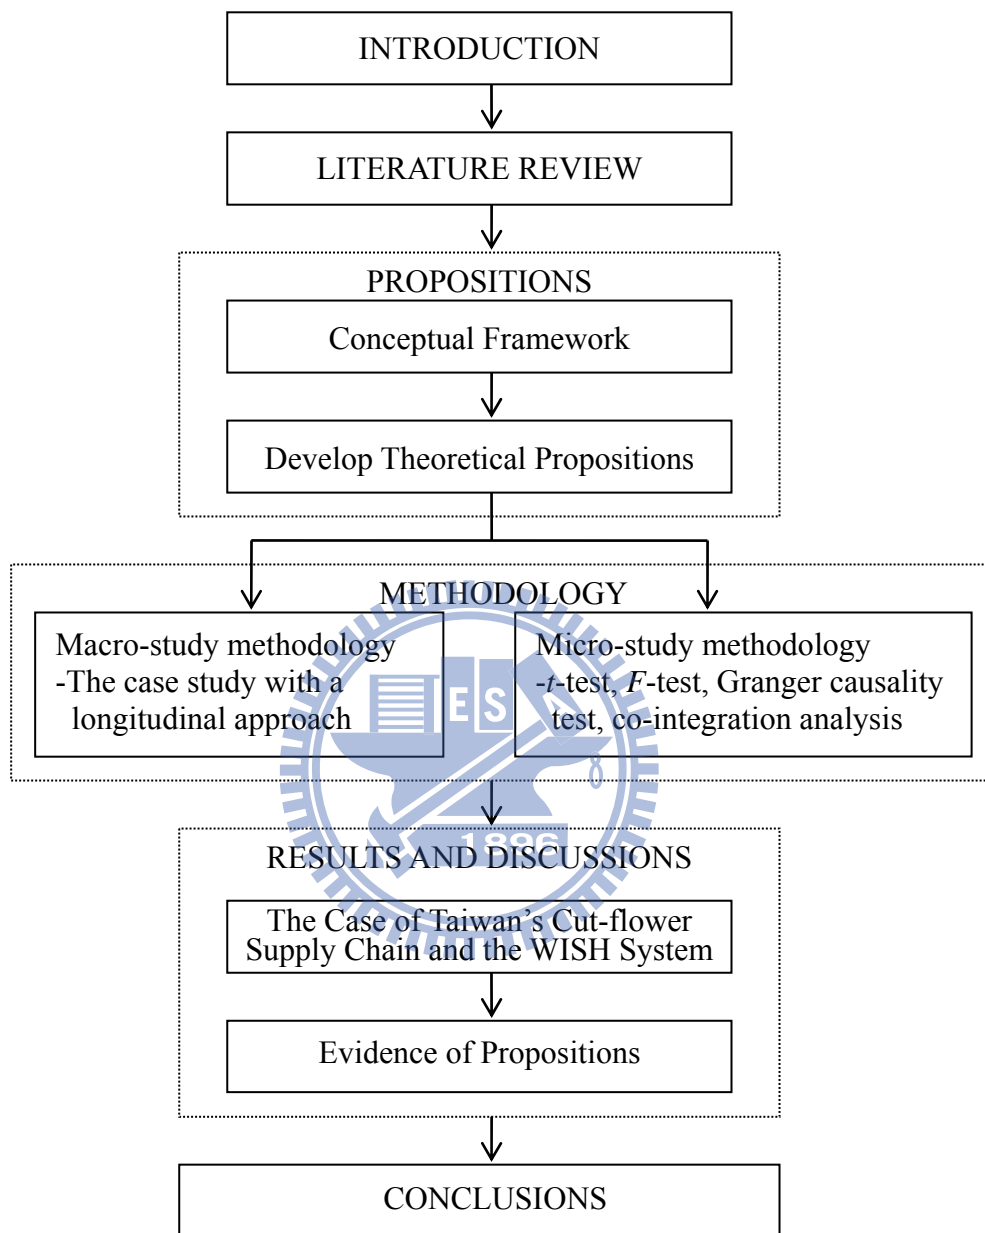 INTRODUCTION
LITERATURE REVIEW
PROPOSITIONS
Conceptual Framework
Develop Theoretical Propositions
METHODOLOGY
Macro-study methodology
-The case study with a
longitudinal approach
Micro-study methodology
-t-test, F-test, Granger causality
test, co-integration analysis
E S A
1896
RESULTS AND DISCUSSIONS
The Case of Taiwan's Cut-flower
Supply Chain and the WISH System
Evidence of Propositions
CONCLUSIONS